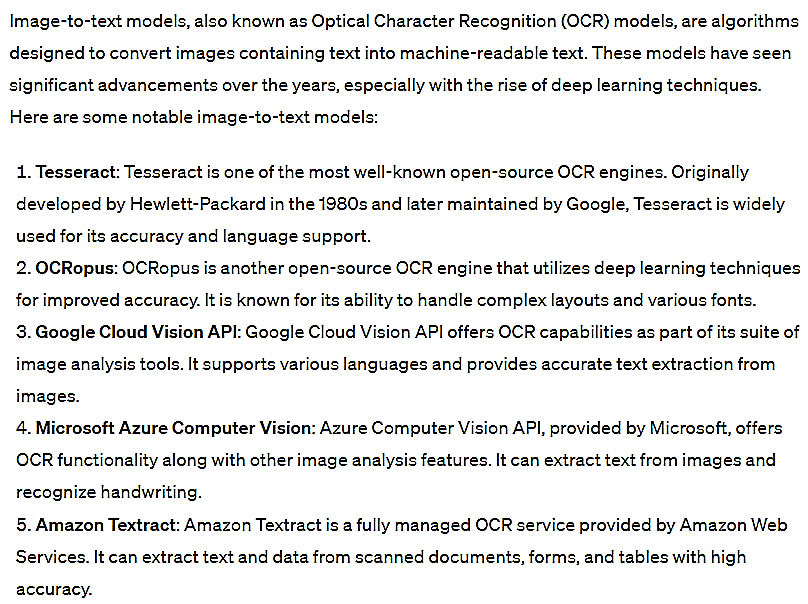 Image-to-text models, also known as Optical Character Recognition (OCR) models, are algorithms
designed to convert images containing text into machine-readable text. These models have seen
significant advancements over the years, especially with the rise of deep learning techniques.
Here are some notable image-to-text models:
1. Tesseract: Tesseract is one of the most well-known open-source OCR engines. Originally
developed by Hewlett-Packard in the 1980s and later maintained by Google, Tesseract is widely
used for its accuracy and language support.
2. OCRopus: OCRopus is another open-source OCR engine that utilizes deep learning techniques
for improved accuracy. It is known for its ability to handle complex layouts and various fonts.
3. Google Cloud Vision API: Google Cloud Vision API offers OCR capabilities as part of its suite of
image analysis tools. It supports various languages and provides accurate text extraction from
images.
4. Microsoft Azure Computer Vision: Azure Computer Vision API, provided by Microsoft, offers
OCR functionality along with other image analysis features. It can extract text from images and
recognize handwriting.
5. Amazon Textract: Amazon Textract is a fully managed OCR service provided by Amazon Web
Services. It can extract text and data from scanned documents, forms, and tables with high
accuracy.